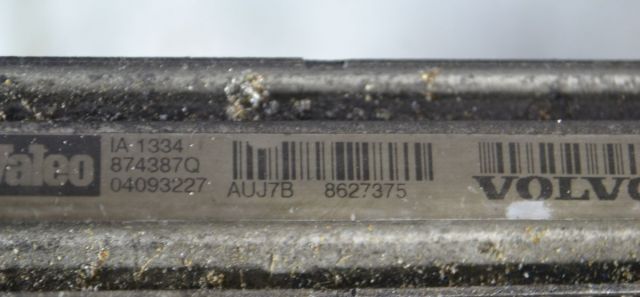 Valeo
IA 1334
874387Q
04093227
AUJ7B 8627375
VOLVO